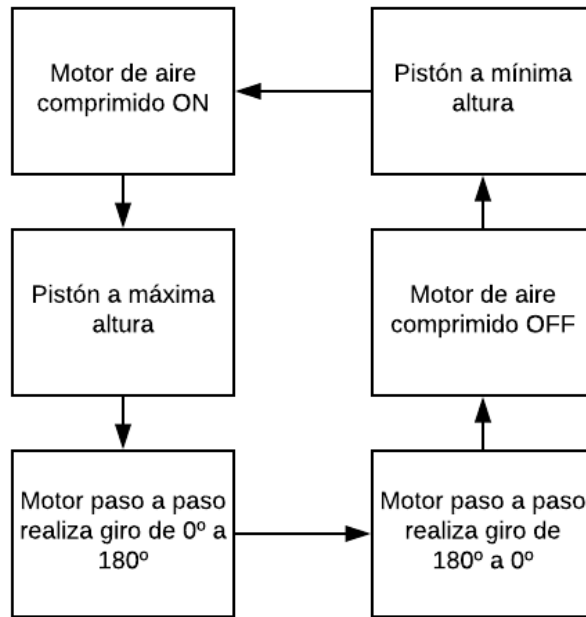 Motor de aire
comprimido ON
Pistón a mínima
altura
Pistón a máxima
altura
Motor de aire
comprimido OFF
Motor paso a paso
realiza giro de 0º a
180º
Motor paso a paso
realiza giro de
180º a 0º